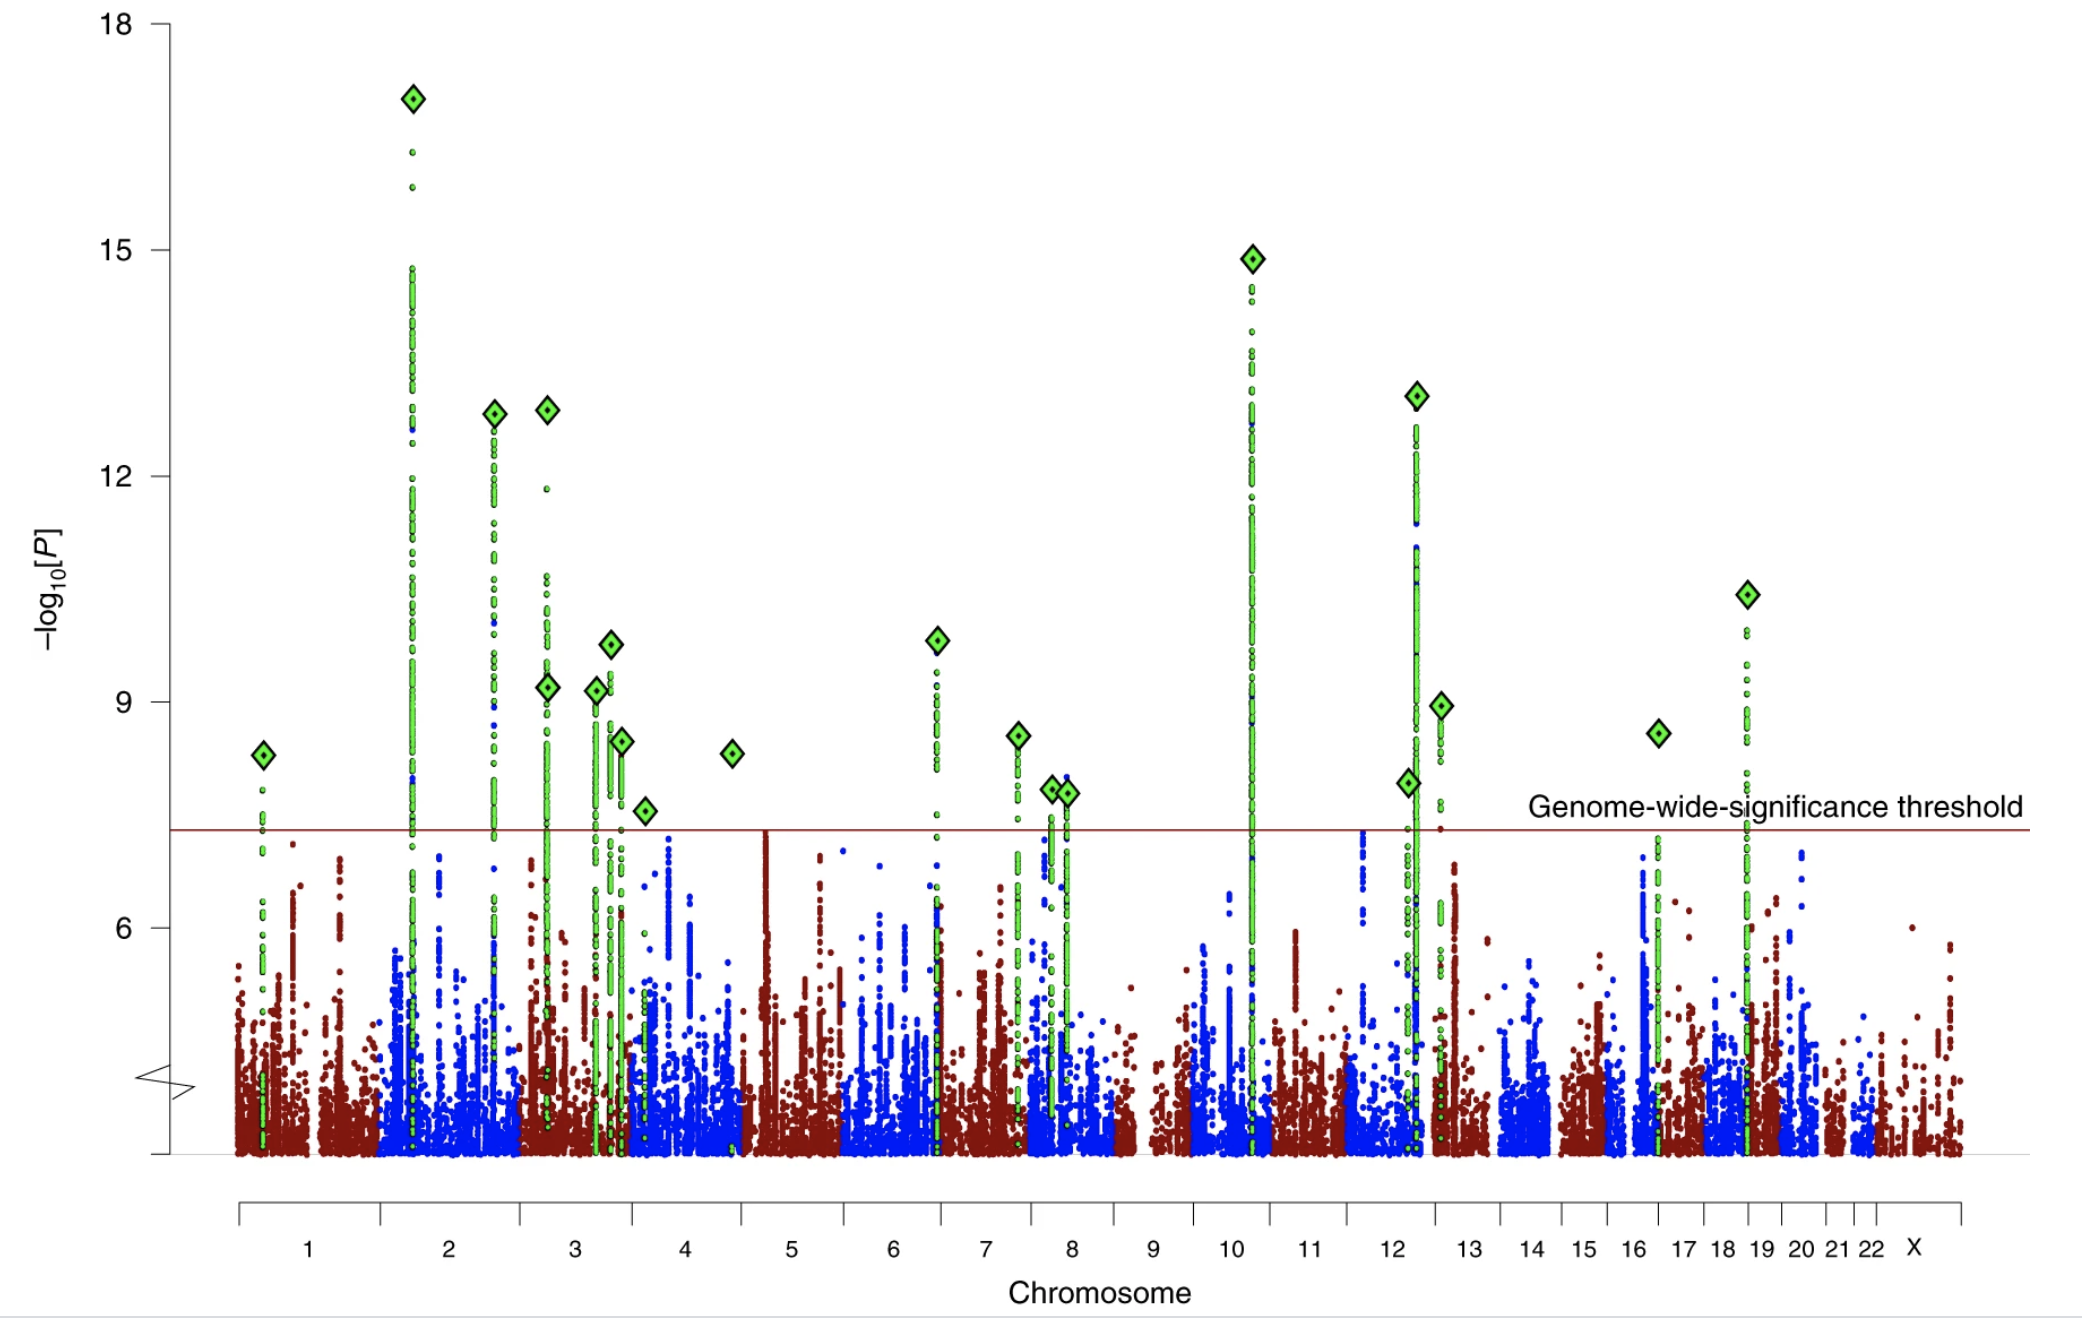 18
15
12
9
6
−log10[P]
Genome-wide-significance threshold
1 2 3 4 5 6 7 8 9 10 11 12 13 14 15 16 17 18 19 20 21 22 X
Chromosome